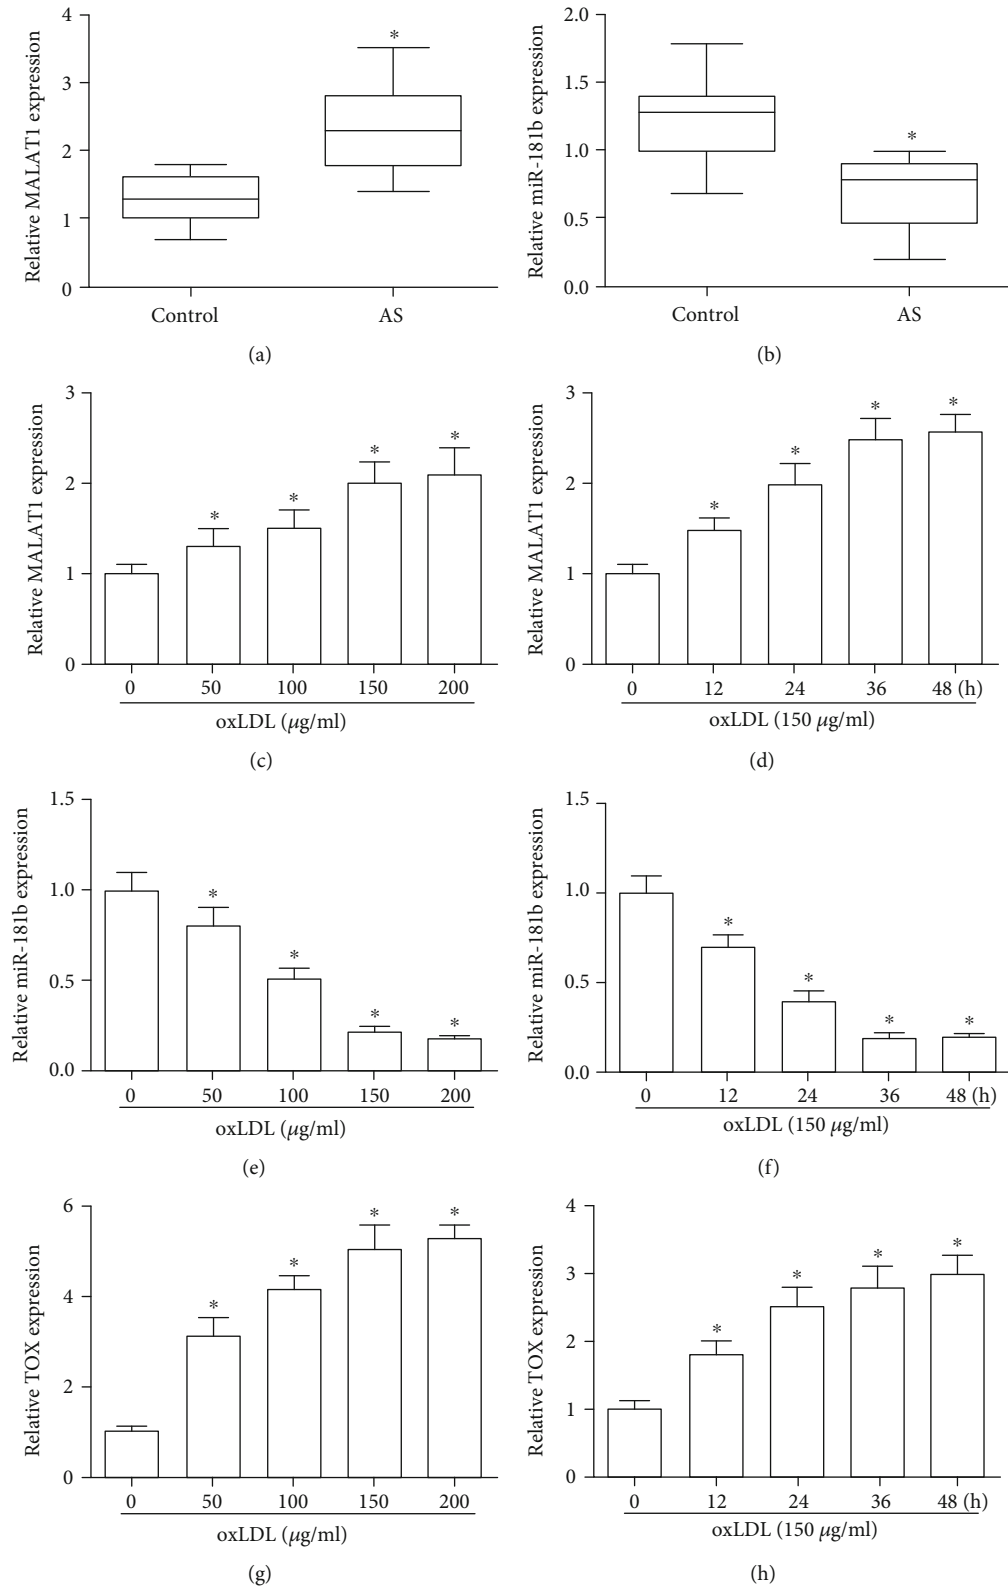 4
3
2
1
0
Relative MALAT1 expression
*
Control
AS
(a)
2.0
1.5
1.0
0.5
0.0
Relative miR-181b expression
*
Control
AS
(b)
3
2
1
0
Relative MALAT1 expression
* * * *
0 50 100 150 200
oxLDL (μg/ml)
(c)
3
2
1
0
Relative MALAT1 expression
* * * *
0 12 24 36 48 (h)
oxLDL (150 μg/ml)
(d)
1.5
1.0
0.5
0.0
Relative miR-181b expression
* * * *
0 50 100 150 200
oxLDL (μg/ml)
(e)
1.5
1.0
0.5
0.0
Relative miR-181b expression
* * * *
0 12 24 36 48 (h)
oxLDL (150 μg/ml)
(f)
6
4
2
0
Relative TOX expression
* * * *
0 50 100 150 200
oxLDL (μg/ml)
(g)
4
3
2
1
0
Relative TOX expression
* * * *
0 12 24 36 48 (h)
oxLDL (150 μg/ml)
(h)